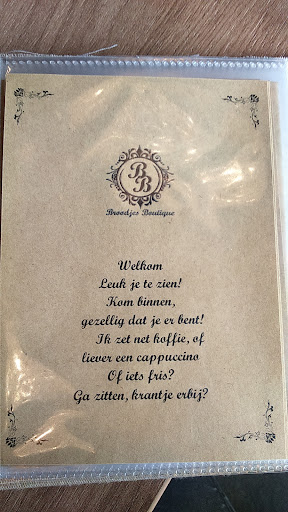 BB
Broodjes Boutique
Welkom
Leuk je te zien!
Kom binnen,
gezellig dat je er bent!
Ik zet net koffie, of
liever een cappuccino
Of iets fris?
Ga zitten, krantje erbij?